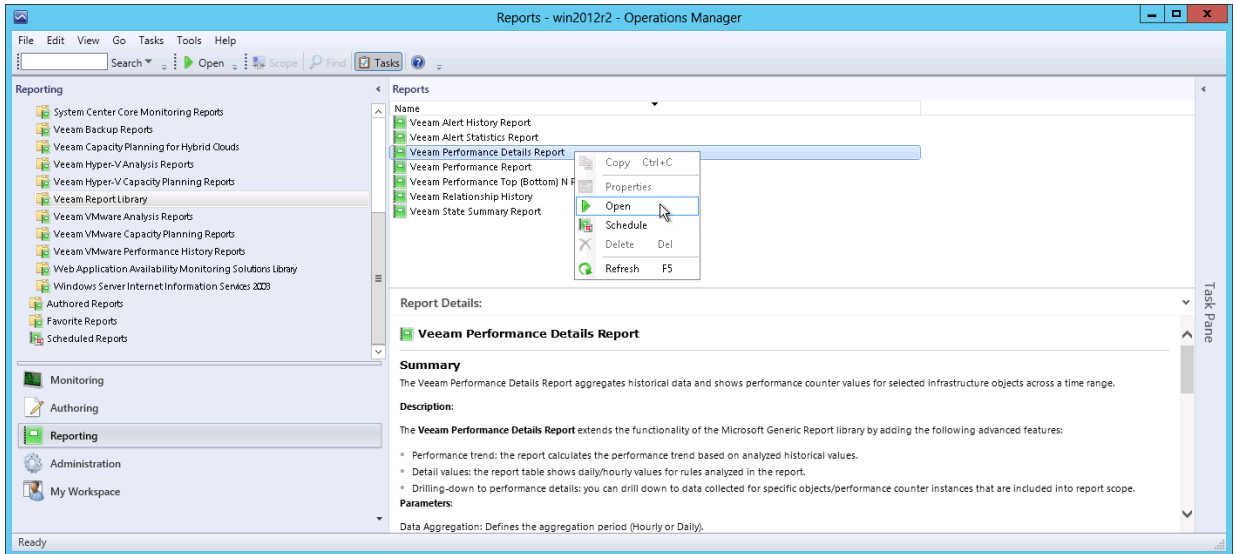 Reports - win2012r2 - Operations Manager
File Edit View Go Tasks Tools Help
Search Open Scope Find Tasks
Reporting
System Center Core Monitoring Reports
Veeam Backup Reports
Veeam Capacity Planning for Hybrid Clouds
Veeam Hyper-V Analysis Reports
Veeam Hyper-V Capacity Planning Reports
Veeam Report Library
Veeam VMware Analysis Reports
Veeam VMware Capacity Planning Reports
Veeam VMware Performance History Reports
Web Application Availability Monitoring Solutions Library
Windows Server Internet Information Services 2003
Authored Reports
Favorite Reports
Scheduled Reports
Monitoring
Authoring
Reporting
Administration
My Workspace
Reports
Name
Veeam Alert History Report
Veeam Alert Statistics Report
Veeam Performance Details Report
Veeam Performance Report
Veeam Performance Top (Bottom) N
Veeam Relationship History
Veeam State Summary Report
Copy Ctrl+C
Properties
Open
Schedule
Delete Del
Refresh F5
Report Details:
Veeam Performance Details Report
Summary
The Veeam Performance Details Report aggregates historical data and shows performance counter values for selected infrastructure objects across a time range.
Description:
The Veeam Performance Details Report extends the functionality of the Microsoft Generic Report library by adding the following advanced features:
Performance trend: the report calculates the performance trend based on analyzed historical values.
Detail values: the report table shows daily/hourly values for rules analyzed in the report.
Drilling-down to performance details: you can drill down to data collected for specific objects/performance counter instances that are included into report scope.
Parameters:
Data Aggregation: Defines the aggregation period (Hourly or Daily).
Task Pane
Ready